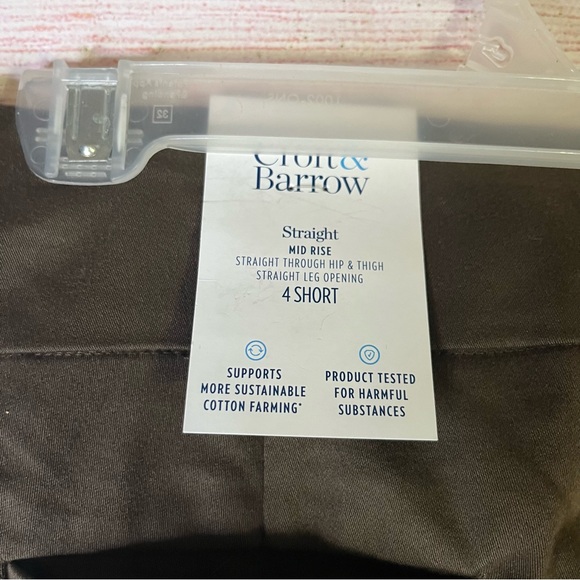 Croft &
Barrow
Straight
MID RISE
STRAIGHT THROUGH HIP & THIGH
STRAIGHT LEG OPENING
4 SHORT
SUPPORTS
MORE SUSTAINABLE
COTTON FARMING*
PRODUCT TESTED
FOR HARMFUL
SUBSTANCES